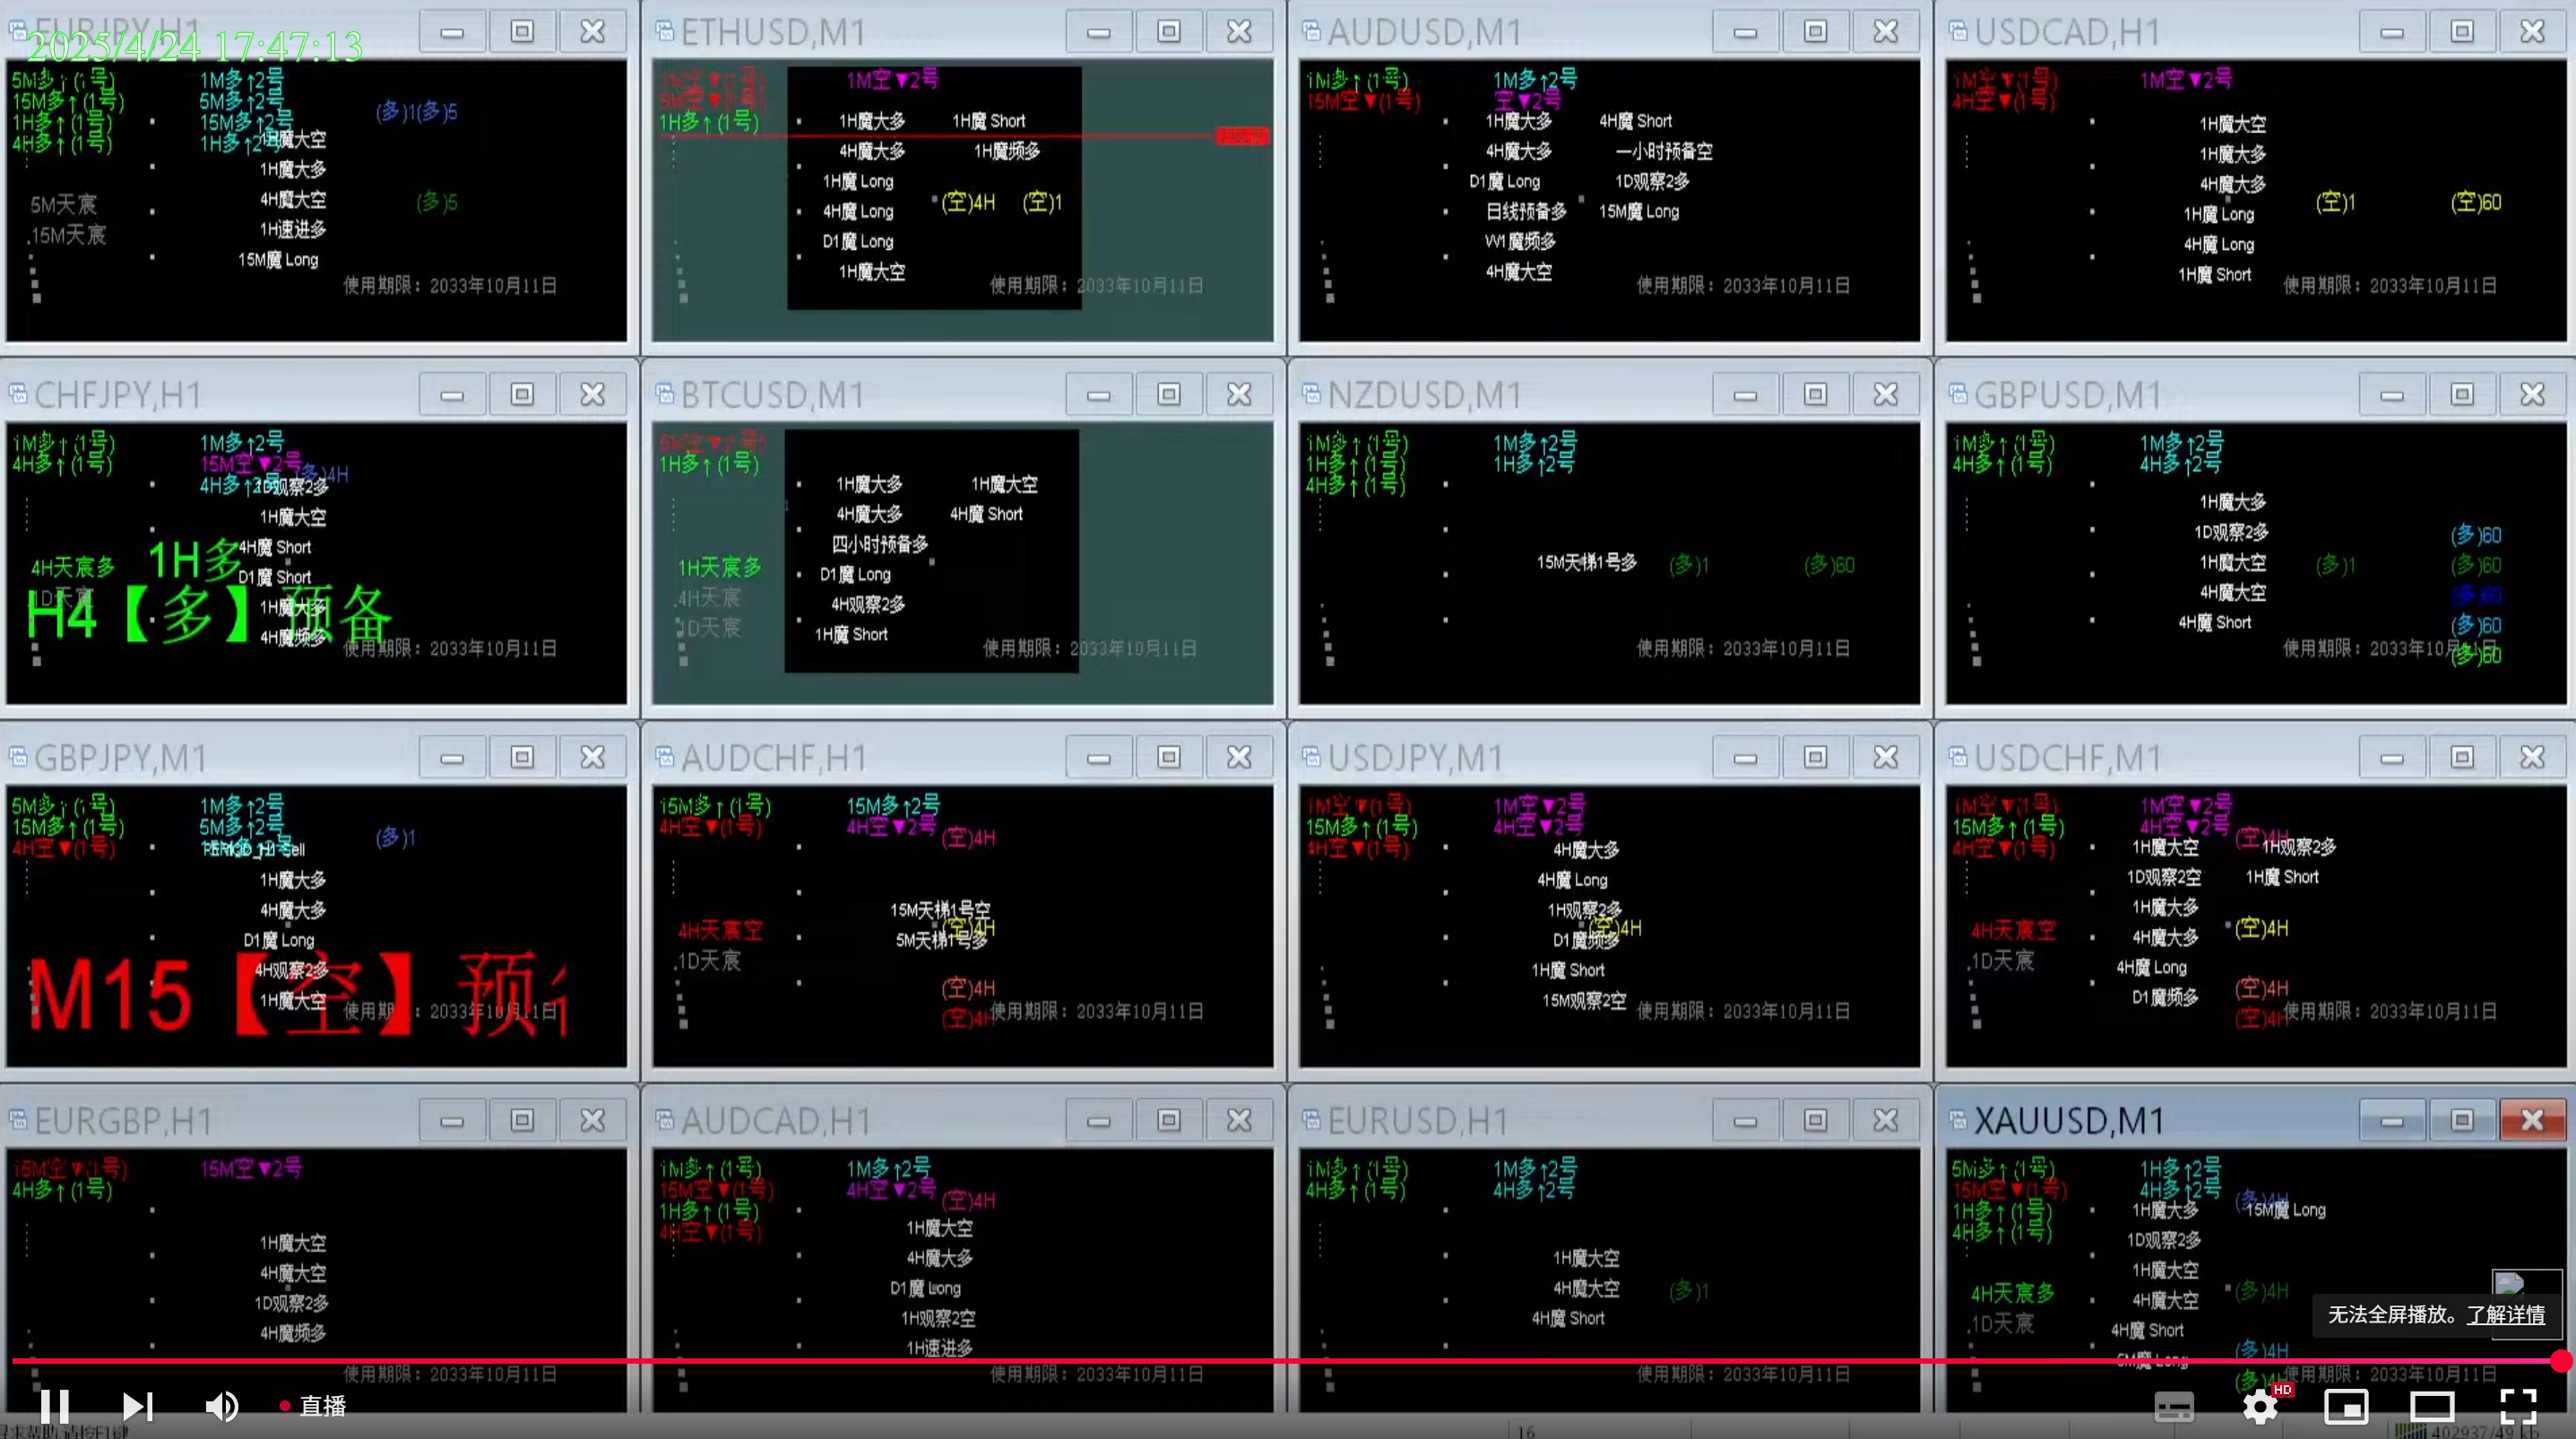 EURJPY,H1
2025/4/24 17:47:13
5M多↑(1号) 1M多↑2号
15M多↑(1号) 5M多↑2号 (多)1(多)5
1H多↑(1号) 15M多↑2号
4H多↑(1号) 1H多↑2号
1H魔大空
1H魔大多
4H魔大空
5M天宸 (多)5
1H速进多
.15M天宸
15M魔 Long
使用期限：2033年10月11日
ETHUSD,M1
1M空▼(1号) 1M空▼2号
5M空▼(1号)
1H多↑(1号) 1H魔大多 1H魔 Short
4H魔大多 1H魔频多
1H魔 Long
4H魔 Long (空)4H (空)1
D1魔 Long
1H魔大空
使用期限：2033年10月11日
AUDUSD,M1
1M多↑(1号) 1M多↑2号
15M空▼(1号) 空▼2号
1H魔大多 4H魔 Short
4H魔大多 一小时预备空
D1魔 Long 1D观察2多
日线预备多 15M魔 Long
W1魔频多
4H魔大空
使用期限：2033年10月11日
USDCAD,H1
1M空▼(1号) 1M空▼2号
4H空▼(1号)
1H魔大空
1H魔大多
4H魔大多
(空)1 (空)60
1H魔 Long
4H魔 Long
1H魔 Short
使用期限：2033年10月11日
CHFJPY,H1
1M多↑(1号) 1M多↑2号
4H多↑(1号) 15M空▼2号
(多)4H
4H多↑2号
1D观察2多
1H魔大空
4H魔 Short
1H多
4H天宸多
D1魔 Short
1D天宸
1H魔大多
H4【多】预备
4H魔频多
使用期限：2033年10月11日
BTCUSD,M1
5M空▼(1号)
1H多↑(1号)
1H魔大多 1H魔大空
4H魔大多 4H魔 Short
四小时预备多
1H天宸多 D1魔 Long
.4H天宸 4H观察2多
1D天宸 1H魔 Short
使用期限：2033年10月11日
NZDUSD,M1
1M多↑(1号) 1M多↑2号
1H多↑(1号) 1H多↑2号
4H多↑(1号)
15M天梯1号多 (多)1 (多)60
使用期限：2033年10月11日
GBPUSD,M1
1M多↑(1号) 1M多↑2号
4H多↑(1号) 4H多↑2号
1H魔大多
1D观察2多 (多)60
1H魔大空 (多)1 (多)60
4H魔大空 (多)60
4H魔 Short (多)60
使用期限：2033年10月11日
(多)60
GBPJPY,M1
5M多↑(1号) 1M多↑2号
15M多↑(1号) 5M多↑2号 (多)1
4H空▼(1号)
1H魔大多
4H魔大多
D1魔 Long
4H观察2多
M15【空】预
1H魔大空
使用期限：2033年10月11日
AUDCHF,H1
15M多↑(1号) 15M多↑2号
4H空▼(1号) 4H空▼2号 (空)4H
15M天梯1号空
4H天宸空 (空)4H
5M天梯1号多
.1D天宸
(空)4H
(空)4H
使用期限：2033年10月11日
USDJPY,M1
1M空▼(1号) 1M空▼2号
15M多↑(1号) 4H空▼2号
4H空▼(1号) 4H魔大多
4H魔 Long
1H观察2多
(空)4H
D1魔频多
1H魔 Short
15M观察2空
使用期限：2033年10月11日
USDCHF,M1
1M空▼(1号) 1M空▼2号
15M多↑(1号) 4H空▼2号
(空)4H
4H空▼(1号) 1H魔大空 1H观察2多
1D观察2空 1H魔 Short
1H魔大多
4H天宸空 4H魔大多 (空)4H
.1D天宸 4H魔 Long
D1魔频多 (空)4H
(空)4H
使用期限：2033年10月11日
EURGBP,H1
15M空▼(1号) 15M空▼2号
4H多↑(1号)
1H魔大空
4H魔大空
1D观察2多
4H魔频多
使用期限：2033年10月11日
AUDCAD,H1
1M多↑(1号) 1M多↑2号
15M空▼(1号) 4H空▼2号 (空)4H
1H多↑(1号)
4H空▼(1号) 1H魔大空
4H魔大多
D1魔 Long
1H观察2空
1H速进多
使用期限：2033年10月11日
EURUSD,H1
1M多↑(1号) 1M多↑2号
4H多↑(1号) 4H多↑2号
1H魔大空
4H魔大空 (多)1
4H魔 Short
使用期限：2033年10月11日
XAUUSD,M1
5M多↑(1号) 1H多↑2号
15M空▼(1号) 4H多↑2号
(多)4H
1H多↑(1号) 1H魔大多 15M魔 Long
4H多↑(1号) 1D观察2多
1H魔大空
4H天宸多 4H魔大空 (多)4H
.1D天宸 4H魔 Short
(多)4H
5M魔 Long
使用期限：2033年10月11日
无法全屏播放。了解详情
直播
HD
16